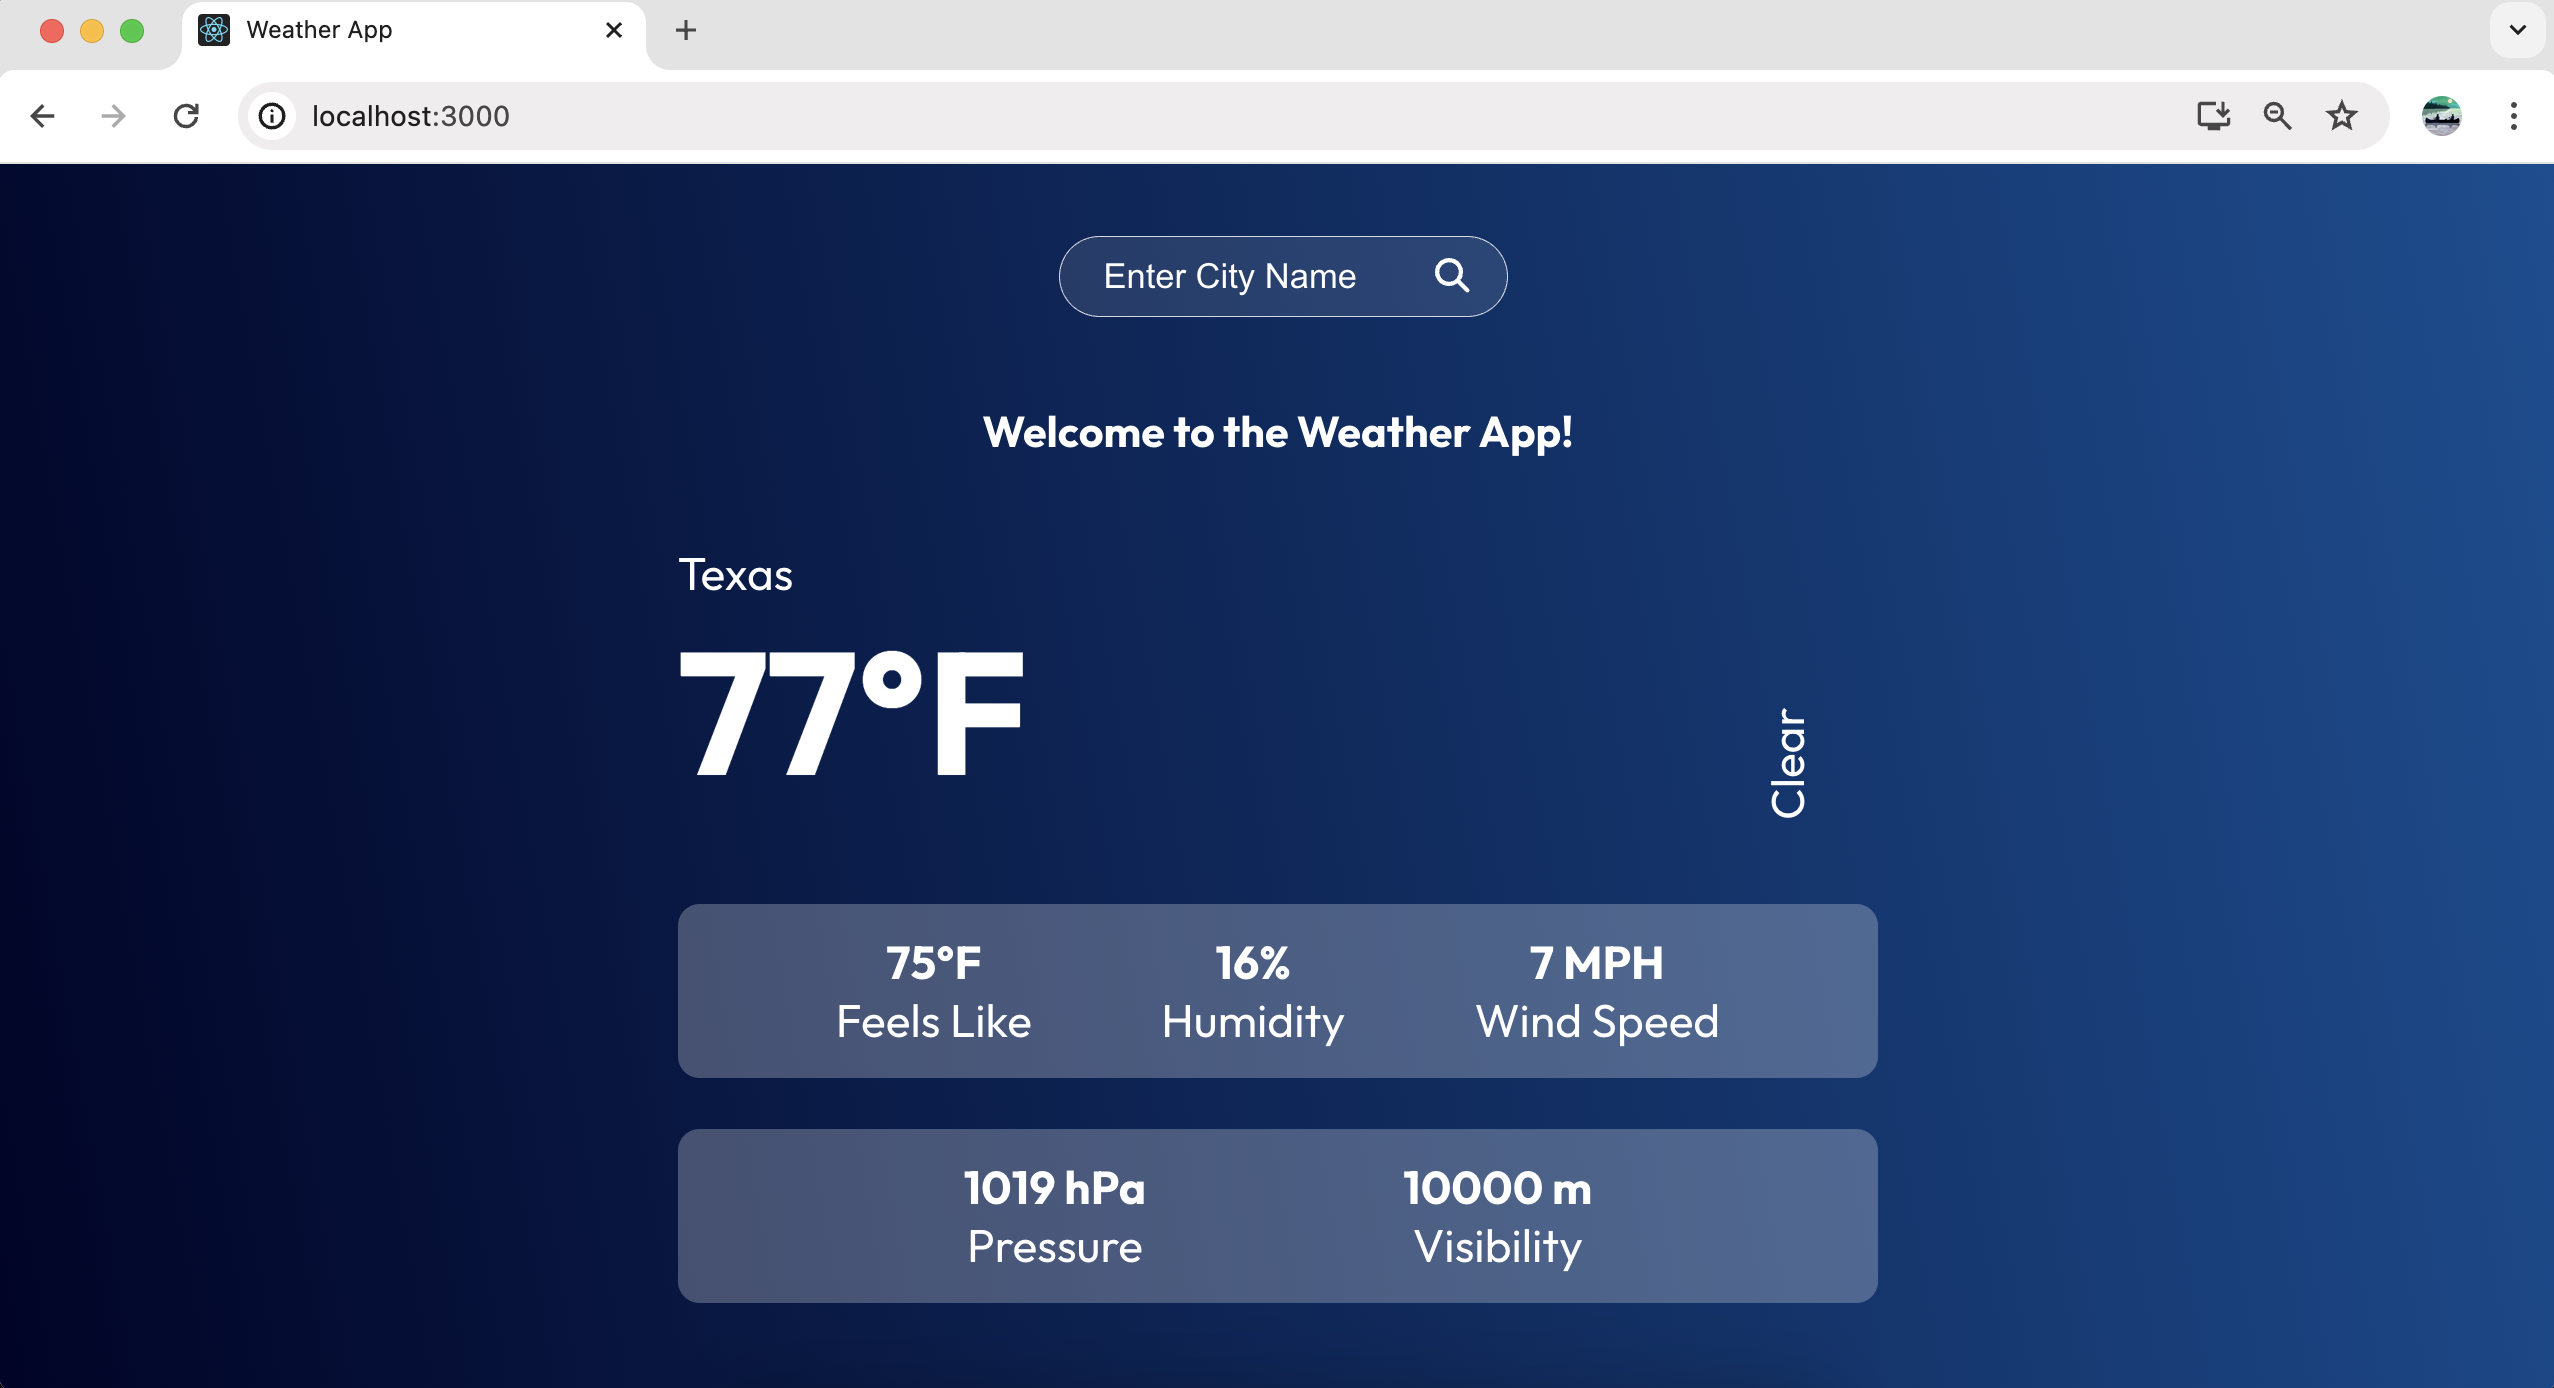 Weather App
localhost:3000
Enter City Name
Welcome to the Weather App!
Texas
77°F
Clear
75°F 16% 7 MPH
Feels Like Humidity Wind Speed
1019 hPa 10000 m
Pressure Visibility